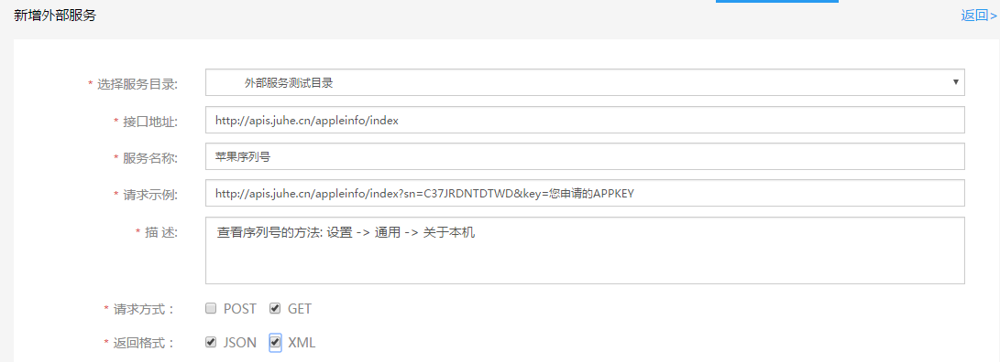 新增外部服务 返回>
* 选择服务目录: 外部服务测试目录
* 接口地址: http://apis.juhe.cn/appleinfo/index
* 服务名称: 苹果序列号
* 请求示例: http://apis.juhe.cn/appleinfo/index?sn=C37JRDNTDTWD&key=您申请的APPKEY
* 描 述: 查看序列号的方法: 设置 -> 通用 -> 关于本机
* 请求方式： POST GET
* 返回格式： JSON XML